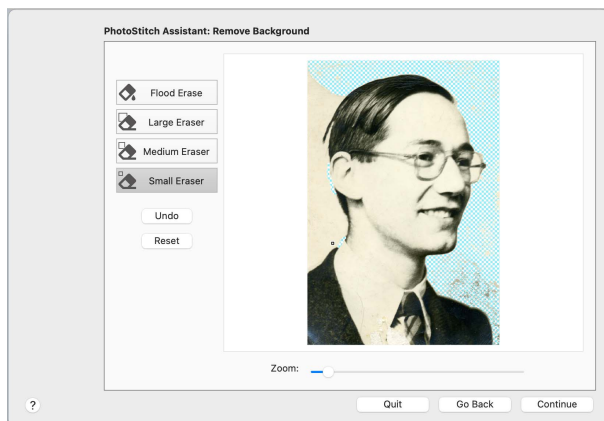 PhotoStitch Assistant: Remove Background
Flood Erase
Large Eraser
Medium Eraser
Small Eraser
Undo
Reset
Zoom:
?
Quit
Go Back
Continue